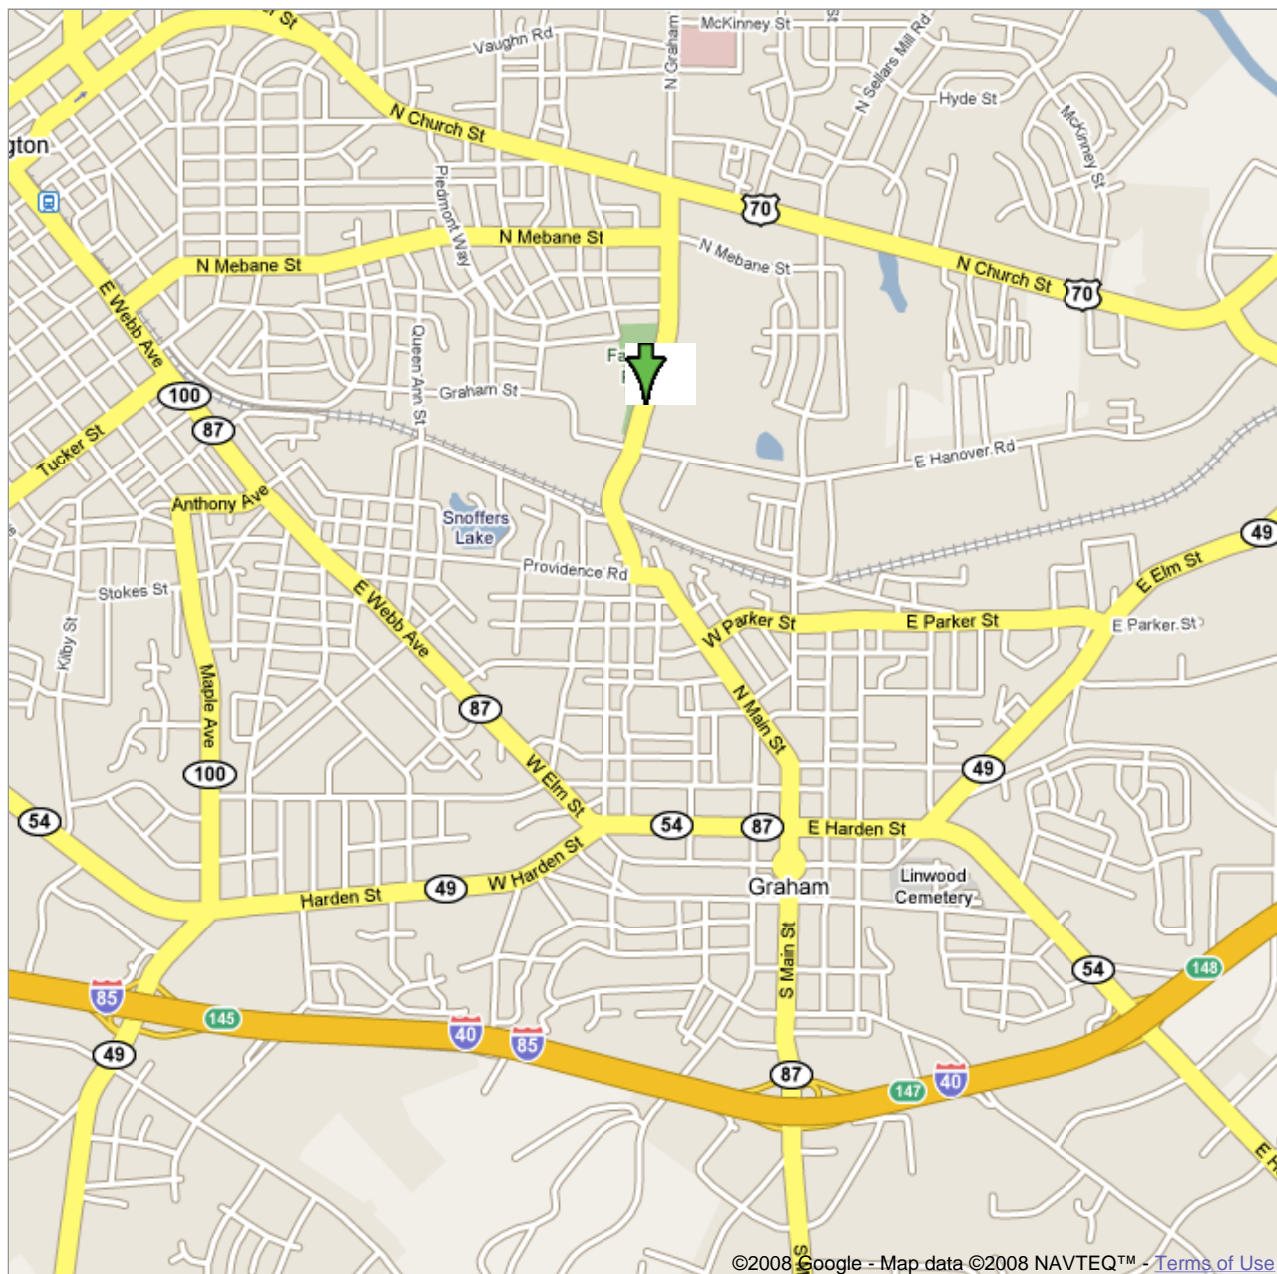 McKinney St
N Graham
Vaughn Rd
N Sellars Mill Rd
Hyde St
McKinney St
N Church St
gton
Piedmont Way
70
N Mebane St
N Mebane St
N Mebane St
N Church St
70
E Webb Ave
Queen Ann St
Graham St
100
87
Tucker St
E Hanover Rd
Anthony Ave
Snoffers
Lake
49
Providence Rd
E Elm St
Stokes St
E Webb Ave
W Parker St
E Parker St
E Parker St
Kilby St
Maple Ave
87
N Main St
100
49
W Elm St
54
54
87
E Harden St
W Harden St
49
Harden St
Graham
Linwood
Cemetery
S Main St
54
148
85
145
40
85
49
87
147
40
©2008 Google - Map data ©2008 NAVTEQ™ - Terms of Use